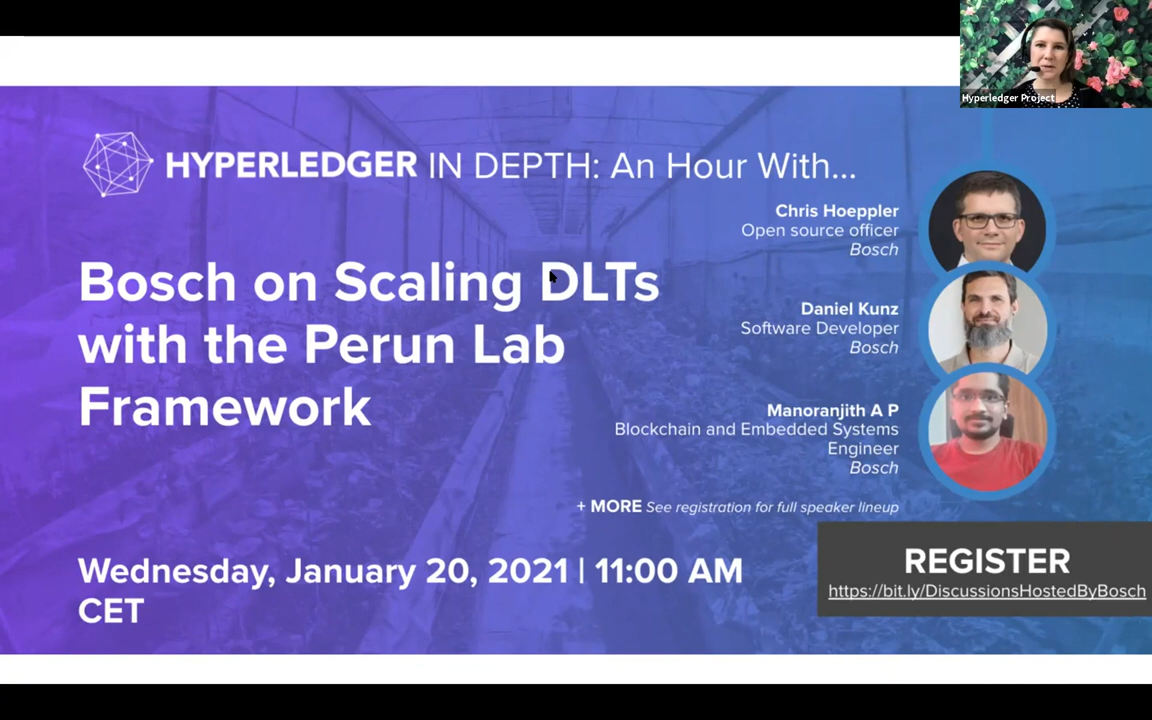 Hyperledger Project
HYPERLEDGER IN DEPTH: An Hour With...
Bosch on Scaling DLTs
with the Perun Lab
Framework
Chris Hoeppler
Open source officer
Bosch
Daniel Kunz
Software Developer
Bosch
Manoranjith A P
Blockchain and Embedded Systems
Engineer
Bosch
+ MORE See registration for full speaker lineup
Wednesday, January 20, 2021 | 11:00 AM
CET
REGISTER
https://bit.ly/DiscussionsHostedByBosch